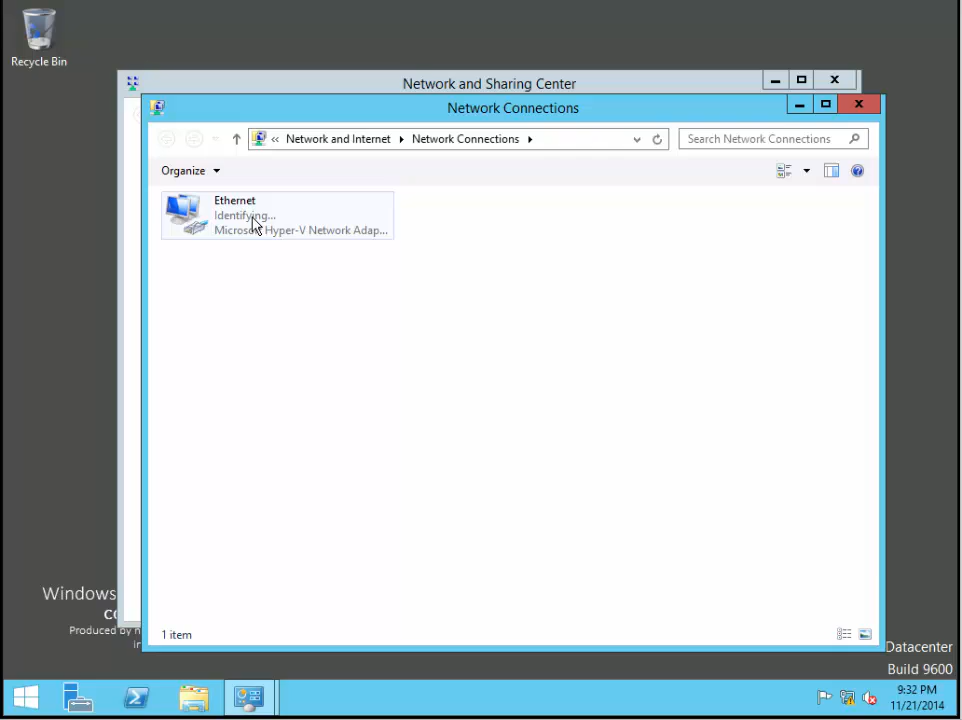 Recycle Bin
Network and Sharing Center
Network Connections
« Network and Internet Network Connections
Search Network Connections
Organize
Ethernet
Identifying...
Microsoft Hyper-V Network Adap...
1 item
Windows
Produced by
Datacenter
Build 9600
9:32 PM
11/21/2014